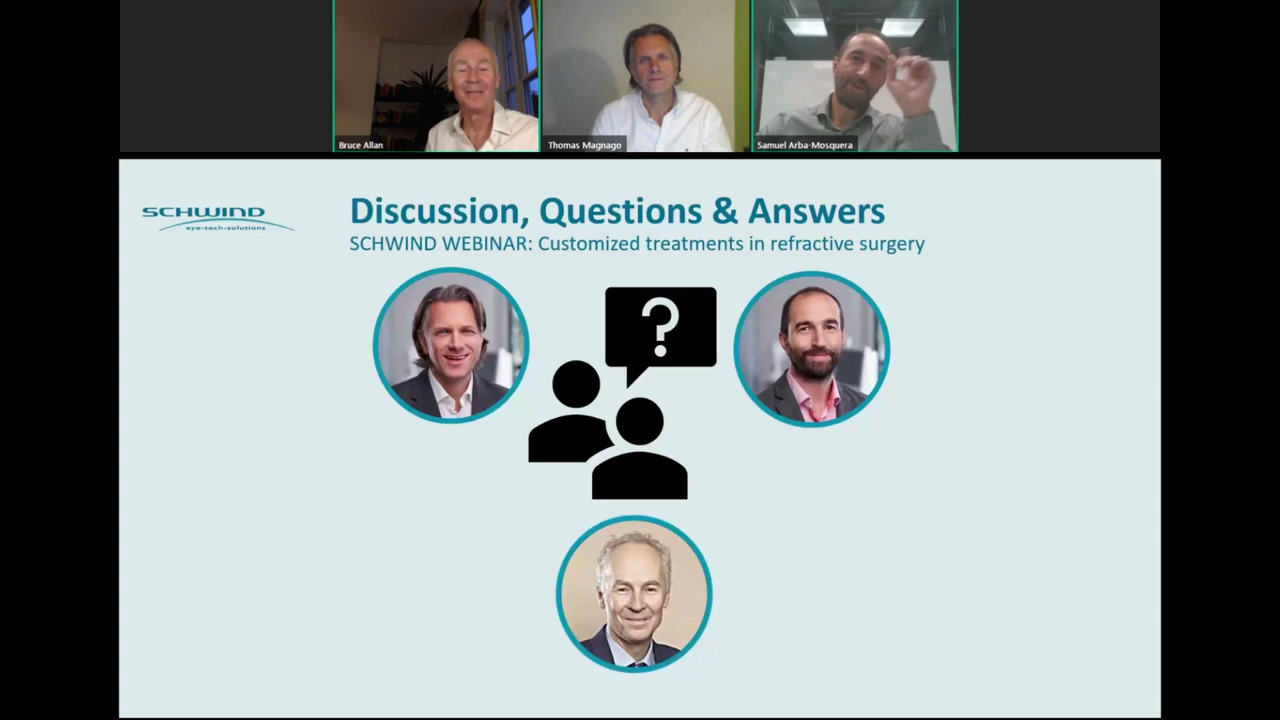 Bruce Allan
Thomas Magnago
Samuel Arba-Mosquera
SCHWIND
eye-tech-solutions
Discussion, Questions & Answers
SCHWIND WEBINAR: Customized treatments in refractive surgery
?